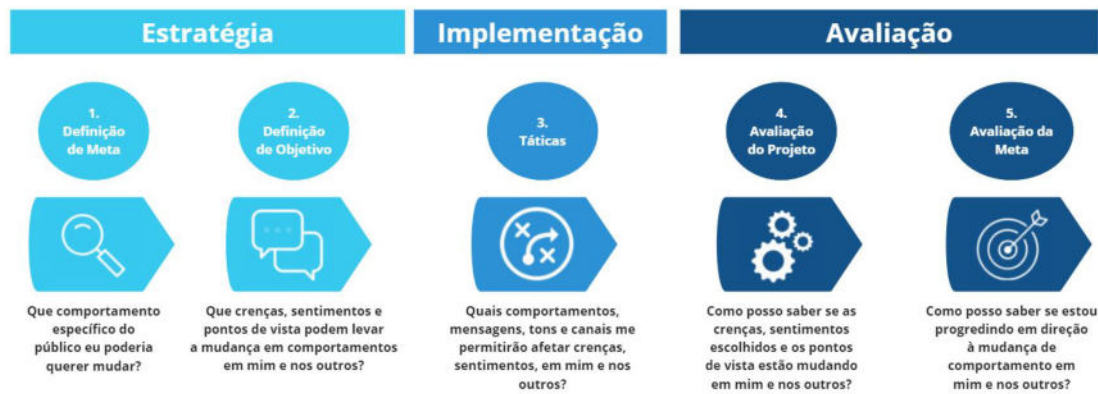 Estratégia
Implementação
Avaliação
1.
Definição
de Meta
2.
Definição
de Objetivo
3.
Táticas
4.
Avaliação
do Projeto
5.
Avaliação da
Meta
Que comportamento
específico do
público eu poderia
querer mudar?
Que crenças, sentimentos e
pontos de vista podem levar
a mudança em comportamentos
em mim e nos outros?
Quais comportamentos,
mensagens, tons e canais me
permitirão afetar crenças,
sentimentos, em mim e nos
outros?
Como posso saber se as
crenças, sentimentos
escolhidos e os pontos
de vista estão mudando
em mim e nos outros?
Como posso saber se estou
progredindo em direção
à mudança de
comportamento em
mim e nos outros?